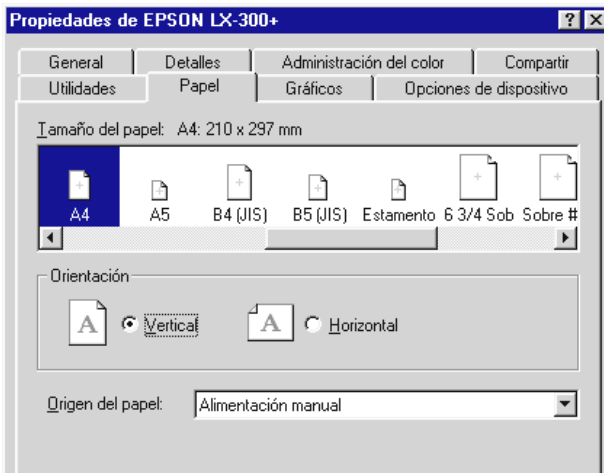 Propiedades de EPSON LX-300+
General Detalles Administración del color Compartir
Utilidades Papel Gráficos Opciones de dispositivo
Tamaño del papel: A4: 210 x 297 mm
A4 A5 B4 (JIS) B5 (JIS) Estamento 6 3/4 Sob Sobre #
Orientación
A Vertical A Horizontal
Origen del papel: Alimentación manual